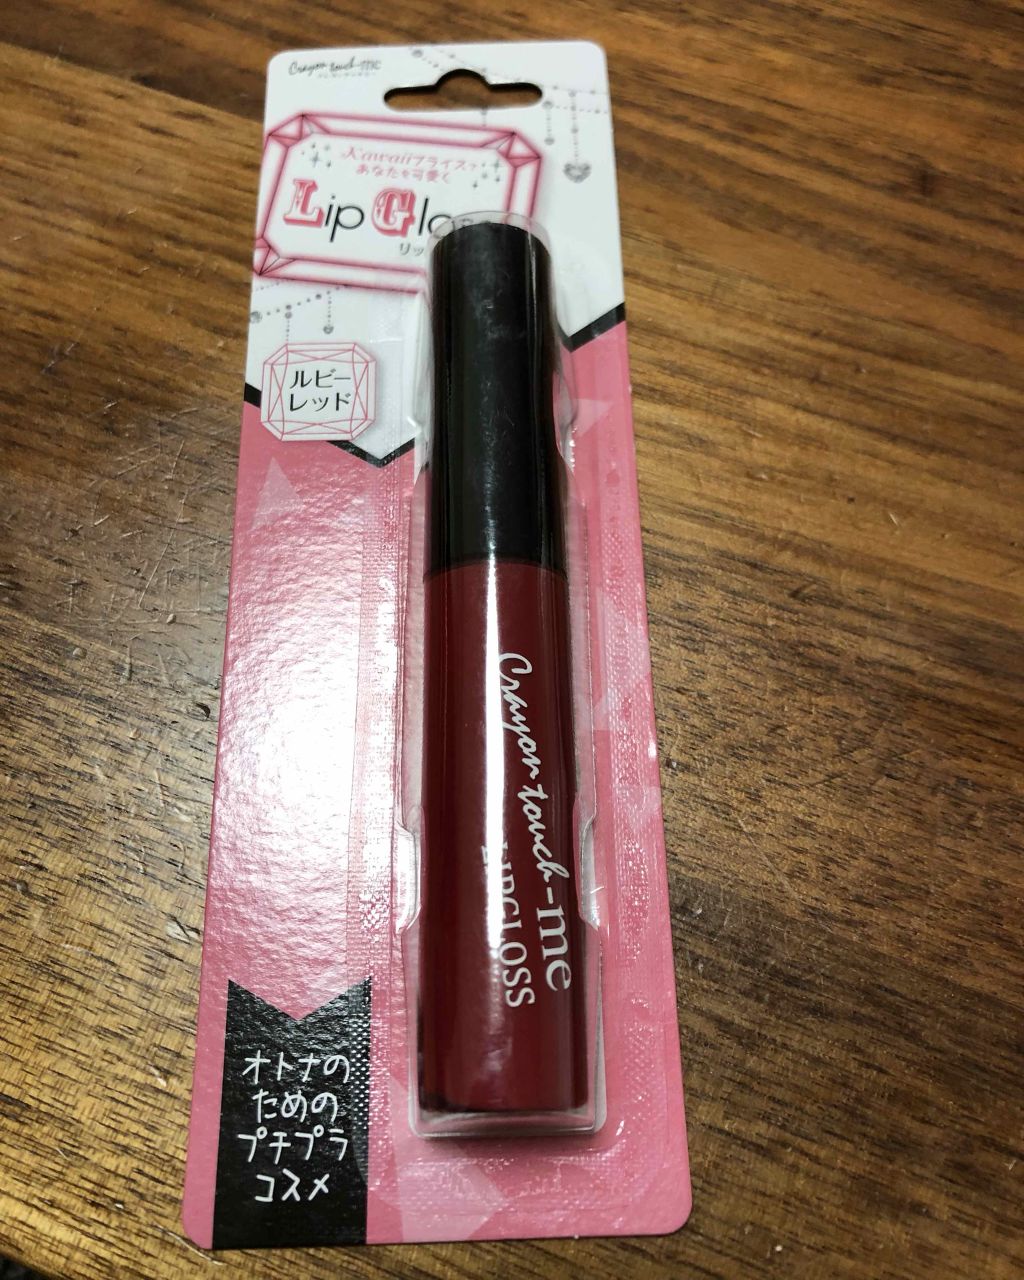 Crayon touch-me
Kawaiiプライスで
あなたを可愛く
Lip Glo
リッ
ルビー
レッド
Crayon touch-me
LIPGLOSS
オトナの
ための
プチプラ
コスメ